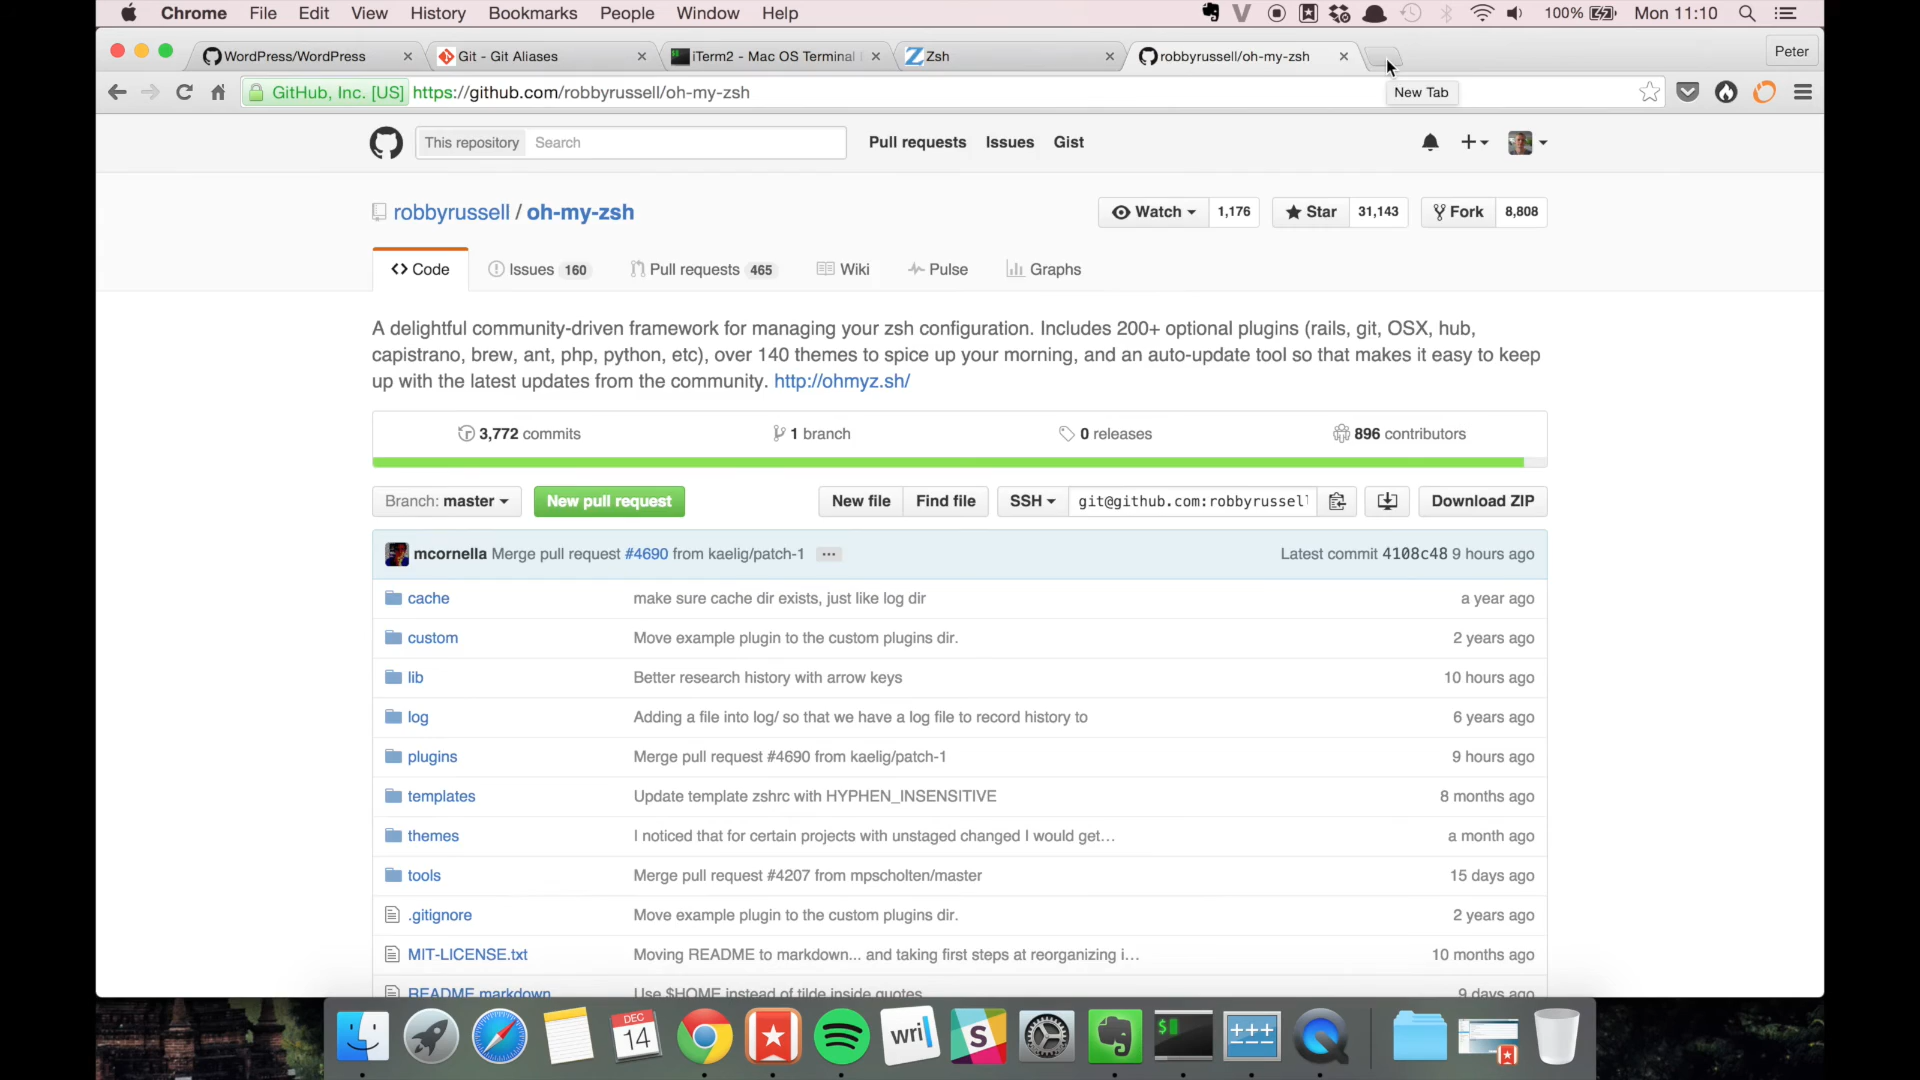 Chrome File Edit View History Bookmarks People Window Help 100% Mon 11:10
WordPress/WordPress Git - Git Aliases iTerm2 - Mac OS Terminal Zsh robbyrussell/oh-my-zsh Peter
GitHub, Inc. [US] https://github.com/robbyrussell/oh-my-zsh New Tab
This repository Search Pull requests Issues Gist
robbyrussell / oh-my-zsh Watch 1,176 Star 31,143 Fork 8,808
Code Issues 160 Pull requests 465 Wiki Pulse Graphs
A delightful community-driven framework for managing your zsh configuration. Includes 200+ optional plugins (rails, git, OSX, hub,
capistrano, brew, ant, php, python, etc), over 140 themes to spice up your morning, and an auto-update tool so that makes it easy to keep
up with the latest updates from the community. http://ohmyz.sh/
3,772 commits 1 branch 0 releases 896 contributors
Branch: master New pull request New file Find file SSH git@github.com:robbyrussell Download ZIP
mcornella Merge pull request #4690 from kaelig/patch-1 ... Latest commit 4108c48 9 hours ago
cache make sure cache dir exists, just like log dir a year ago
custom Move example plugin to the custom plugins dir. 2 years ago
lib Better research history with arrow keys 10 hours ago
log Adding a file into log/ so that we have a log file to record history to 6 years ago
plugins Merge pull request #4690 from kaelig/patch-1 9 hours ago
templates Update template zshrc with HYPHEN_INSENSITIVE 8 months ago
themes I noticed that for certain projects with unstaged changed I would get… a month ago
tools Merge pull request #4207 from mpscholten/master 15 days ago
.gitignore Move example plugin to the custom plugins dir. 2 years ago
MIT-LICENSE.txt Moving README to markdown... and taking first steps at reorganizing i… 10 months ago
README.markdown Use $HOME instead of tilde inside quotes 9 days ago
DEC
14 wri S $